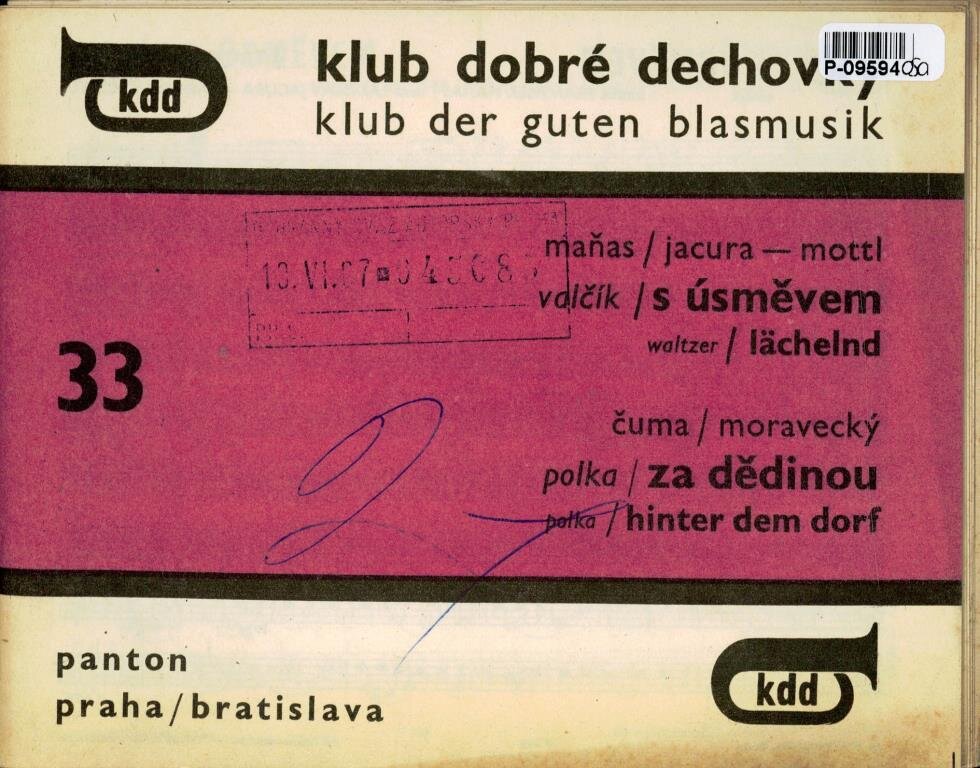 kdd
klub dobré dechovky
klub der guten blasmusik
P-09594
maňas / jacura — mottl
valčík / s úsměvem
waltzer / lächelnd
33
čuma / moravecký
polka / za dědinou
polka / hinter dem dorf
panton
praha/bratislava
kdd